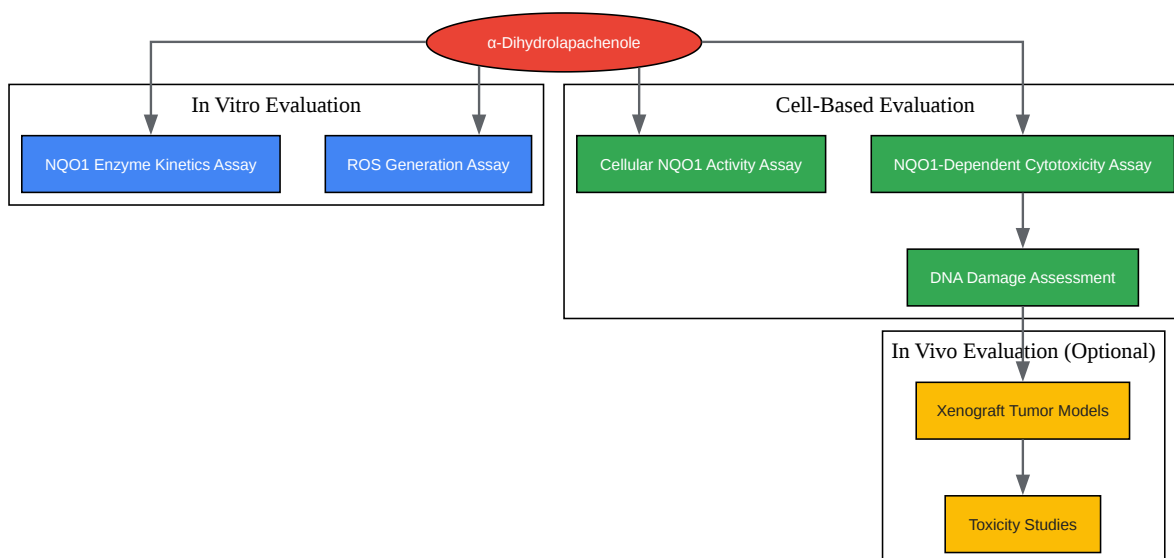 α-Dihydrolapachenole
In Vitro Evaluation
Cell-Based Evaluation
NQO1 Enzyme Kinetics Assay
ROS Generation Assay
Cellular NQO1 Activity Assay
NQO1-Dependent Cytotoxicity Assay
DNA Damage Assessment
In Vivo Evaluation (Optional)
Xenograft Tumor Models
Toxicity Studies